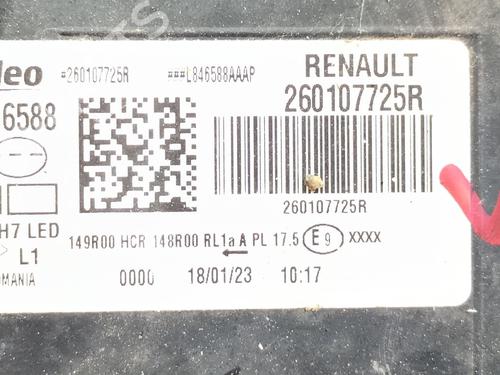 leo #260107725R ###L846588AAAP RENAULT
6588 260107725R
260107725R
H7 LED
L1
149R00 HCR 148R00 RL1a A PL 17.5 E9 XXXX
OMANIA 0000 18/01/23 10:17